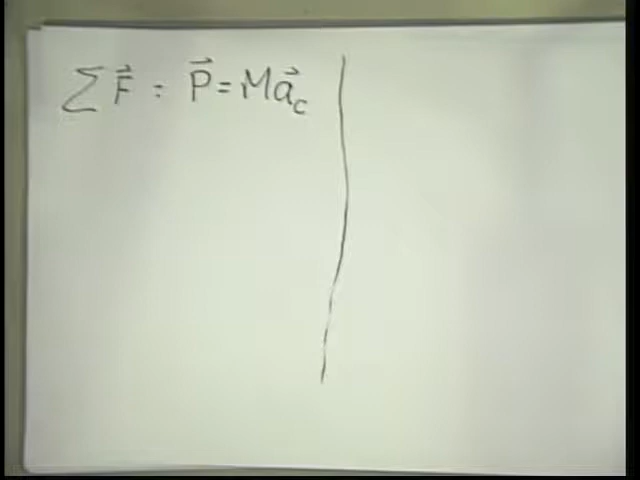 ∑F⃗ = P⃗ = Ma⃗c